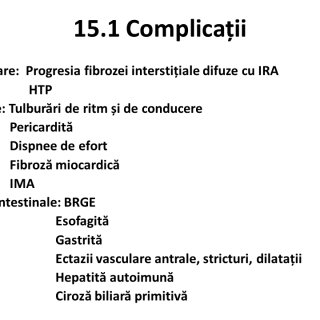 15.1 Complicații
are: Progresia fibrozei interstițiale difuze cu IRA
HTP
e: Tulburări de ritm și de conducere
Pericardită
Dispnee de efort
Fibroză miocardică
IMA
ntestinale: BRGE
Esofagită
Gastrită
Ectazii vasculare antrale, stricturi, dilatații
Hepatită autoimună
Ciroză biliară primitivă